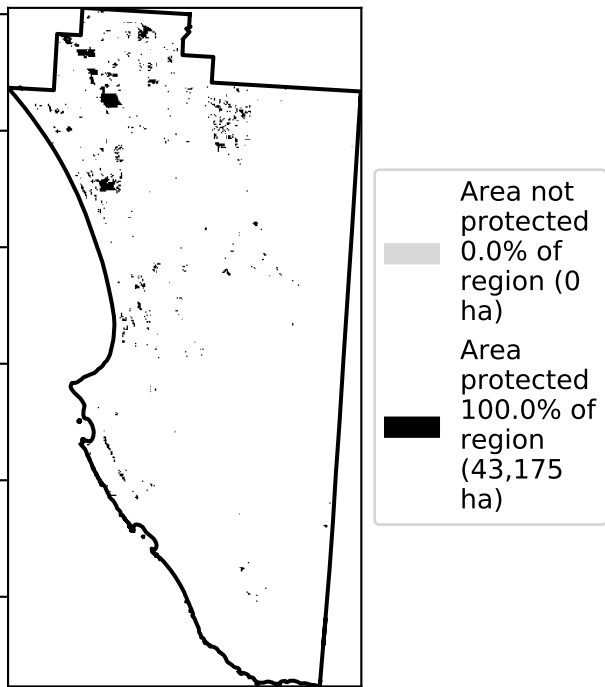 Area not
protected
0.0% of
region (0
ha)
Area
protected
100.0% of
region
(43,175
ha)